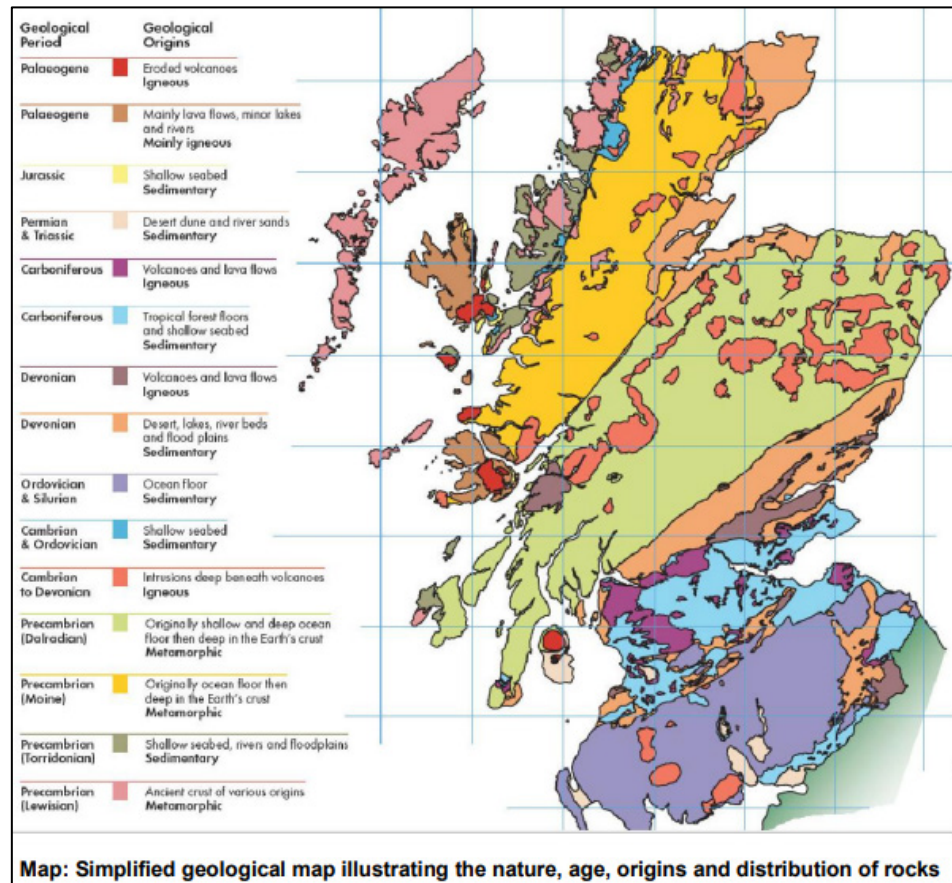 Geological
Period
Geological
Origins
Palaeogene
Eroded volcanoes
Igneous
Palaeogene
Mainly lava flows, minor lakes
and rivers
Mainly igneous
Jurassic
Shallow seabed
Sedimentary
Permian
& Triassic
Desert dune and river sands
Sedimentary
Carboniferous
Volcanoes and lava flows
Igneous
Carboniferous
Tropical forest floors
and shallow seabed
Sedimentary
Devonian
Volcanoes and lava flows
Igneous
Devonian
Desert, lakes, river beds
and flood plains
Sedimentary
Ordovician
& Silurian
Ocean floor
Sedimentary
Cambrian
& Ordovician
Shallow seabed
Sedimentary
Cambrian
to Devonian
Intrusions deep beneath volcanoes
Igneous
Precambrian
(Dalradian)
Originally shallow and deep ocean
floor then deep in the Earth's crust
Metamorphic
Precambrian
(Moine)
Originally ocean floor then
deep in the Earth's crust
Metamorphic
Precambrian
(Torridonian)
Shallow seabed, rivers and floodplains
Sedimentary
Precambrian
(Lewisian)
Ancient crust of various origins
Metamorphic
Map: Simplified geological map illustrating the nature, age, origins and distribution of rocks